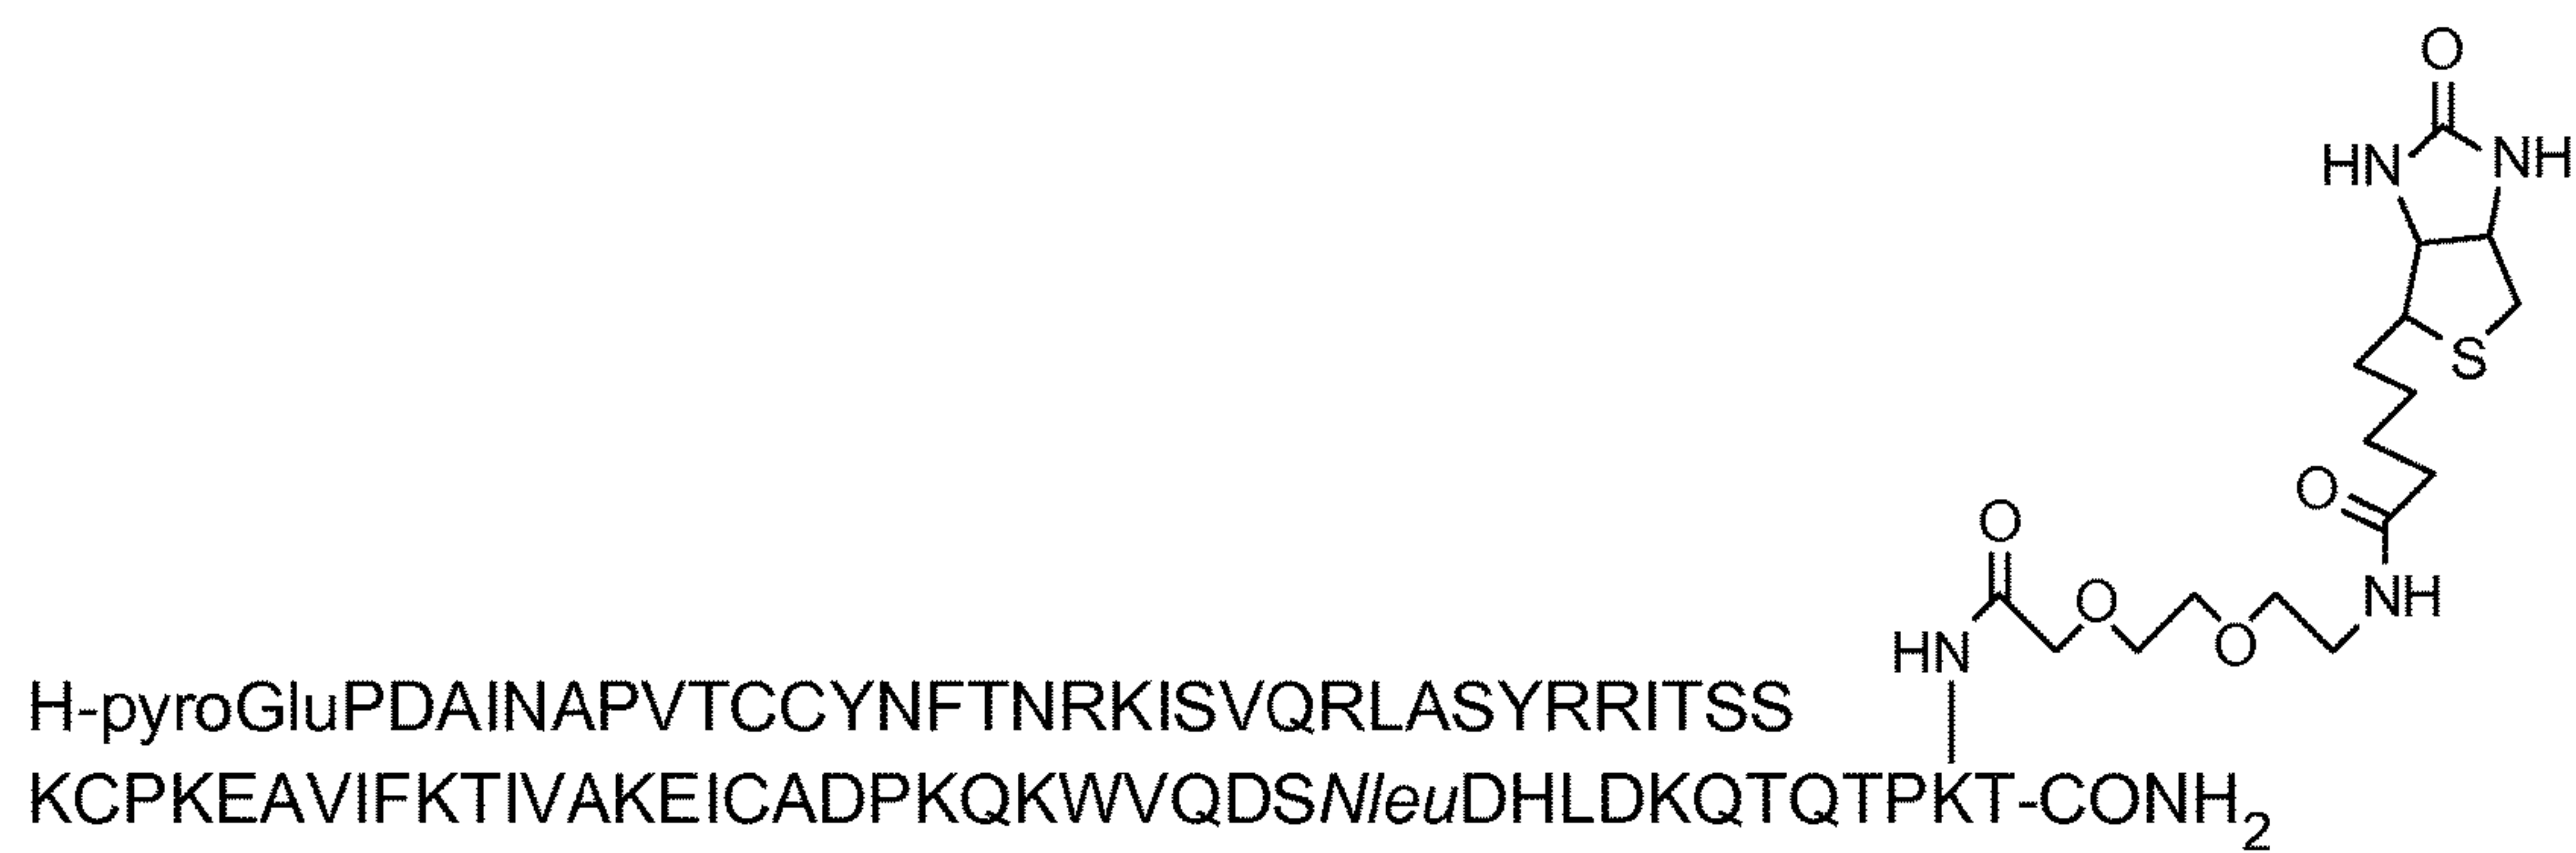 O
HN
NH
S
O
O
O
NH
HN
O
H-pyroGluPDAINAPVTCCYNFTNRKISVQRLASYRRITSS
KCPKEAVIFKTIVAKEICADPKQKWVQDSNleuDHLDKQTQTPKT-CONH₂